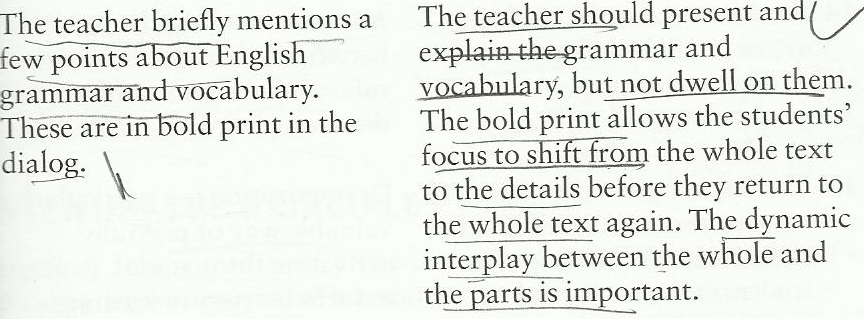 The teacher briefly mentions a
few points about English
grammar and vocabulary.
These are in bold print in the
dialog.
The teacher should present and
explain the grammar and
vocabulary, but not dwell on them.
The bold print allows the students'
focus to shift from the whole text
to the details before they return to
the whole text again. The dynamic
interplay between the whole and
the parts is important.